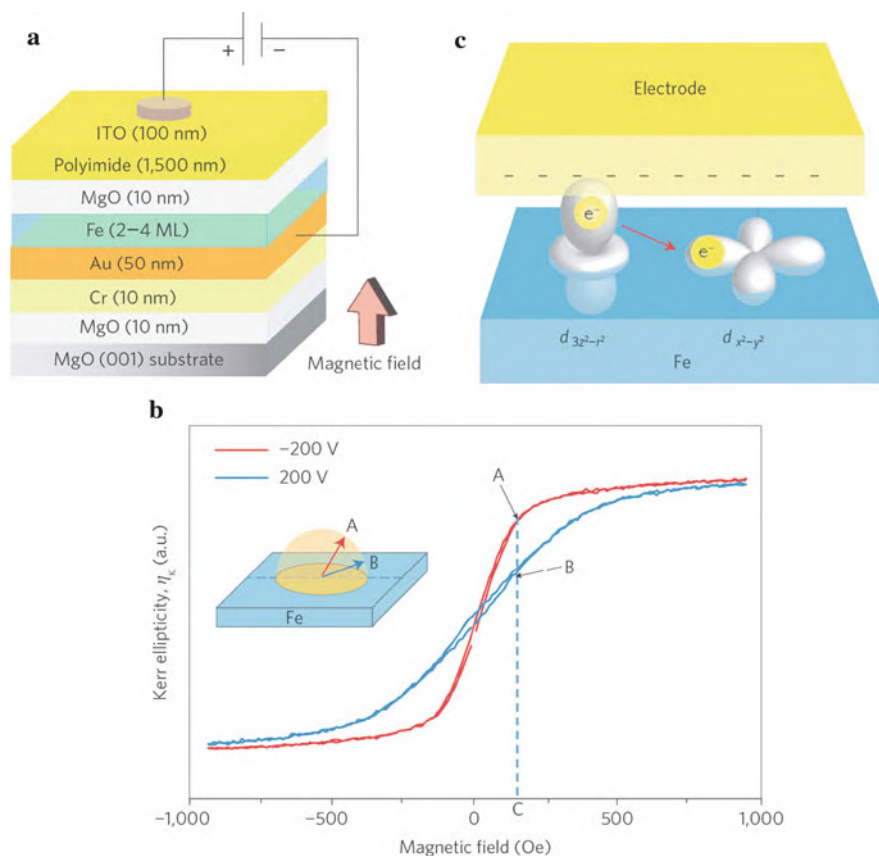 a
+ −
ITO (100 nm)
Polyimide (1,500 nm)
MgO (10 nm)
Fe (2–4 ML)
Au (50 nm)
Cr (10 nm)
MgO (10 nm)
MgO (001) substrate
Magnetic field
c
Electrode
− − − − − − − − − −
e⁻
e⁻
d 3z²−r²
d x²−y²
Fe
b
−200 V
200 V
A
B
A
B
Fe
Kerr ellipticity, ηK (a.u.)
−1,000 −500 0 C 500 1,000
Magnetic field (Oe)